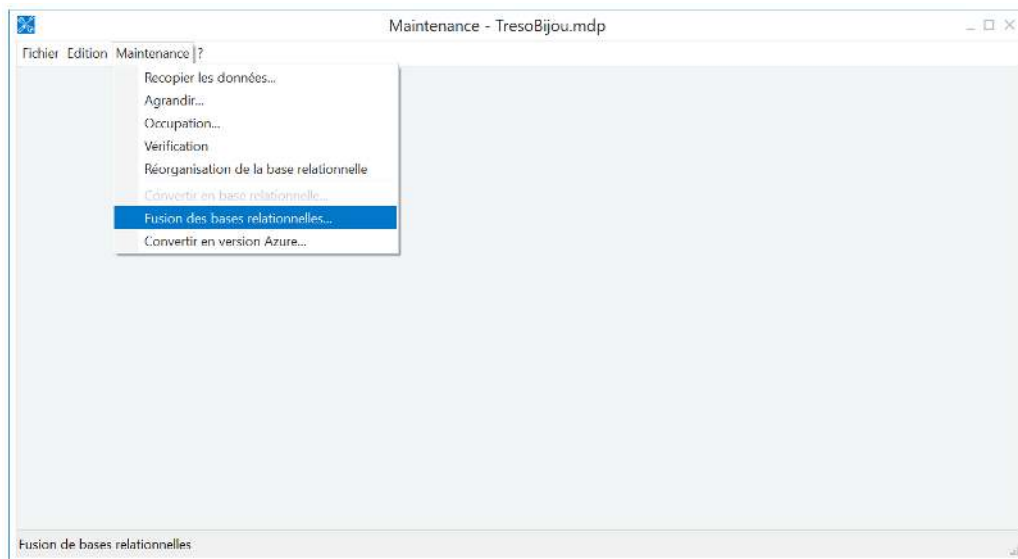 Maintenance - TresoBijou.mdp
Fichier Edition Maintenance ?
Recopier les données...
Agrandir...
Occupation...
Vérification
Réorganisation de la base relationnelle
Convertir en base relationnelle...
Fusion des bases relationnelles...
Convertir en version Azure...
Fusion de bases relationnelles